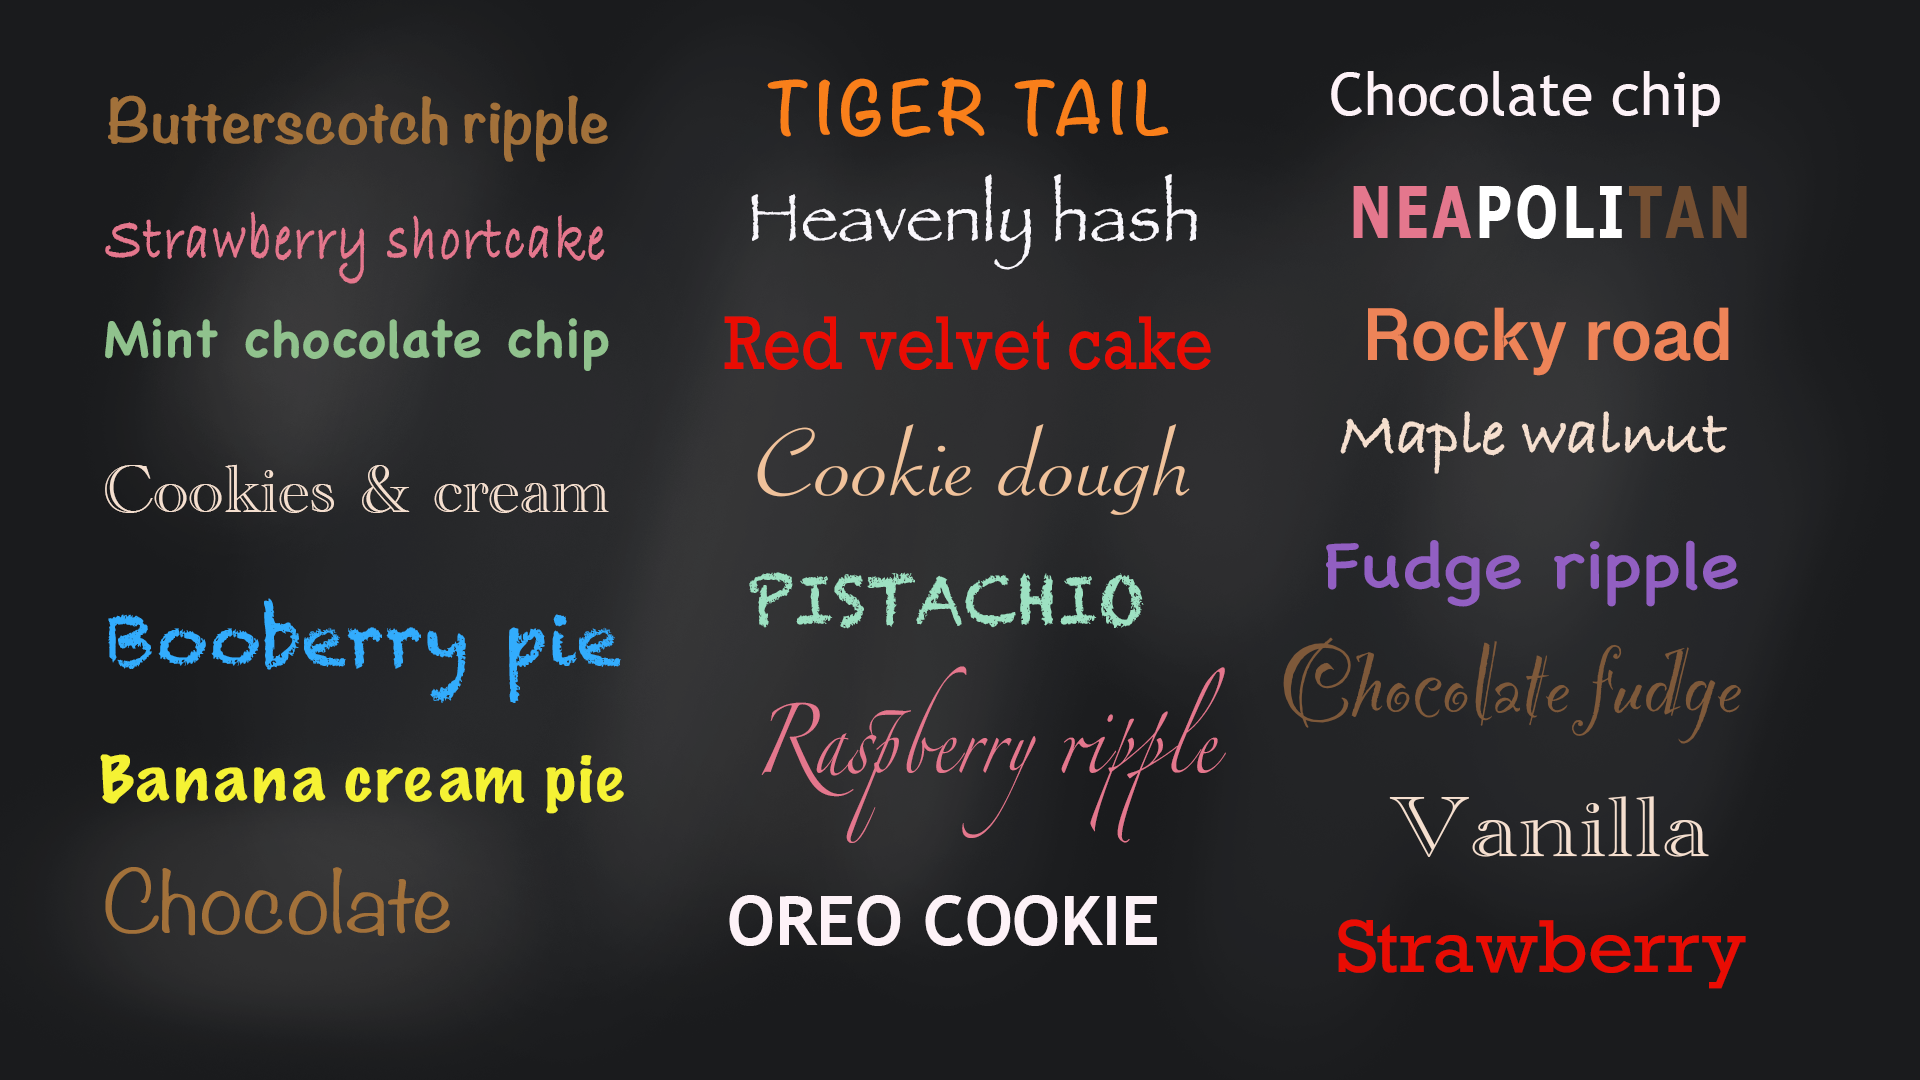 Butterscotch ripple
Strawberry shortcake
Mint chocolate chip
Cookies & cream
Booberry pie
Banana cream pie
Chocolate
TIGER TAIL
Heavenly hash
Red velvet cake
Cookie dough
PISTACHIO
Raspberry ripple
OREO COOKIE
Chocolate chip
NEAPOLITAN
Rocky road
Maple walnut
Fudge ripple
Chocolate fudge
Vanilla
Strawberry